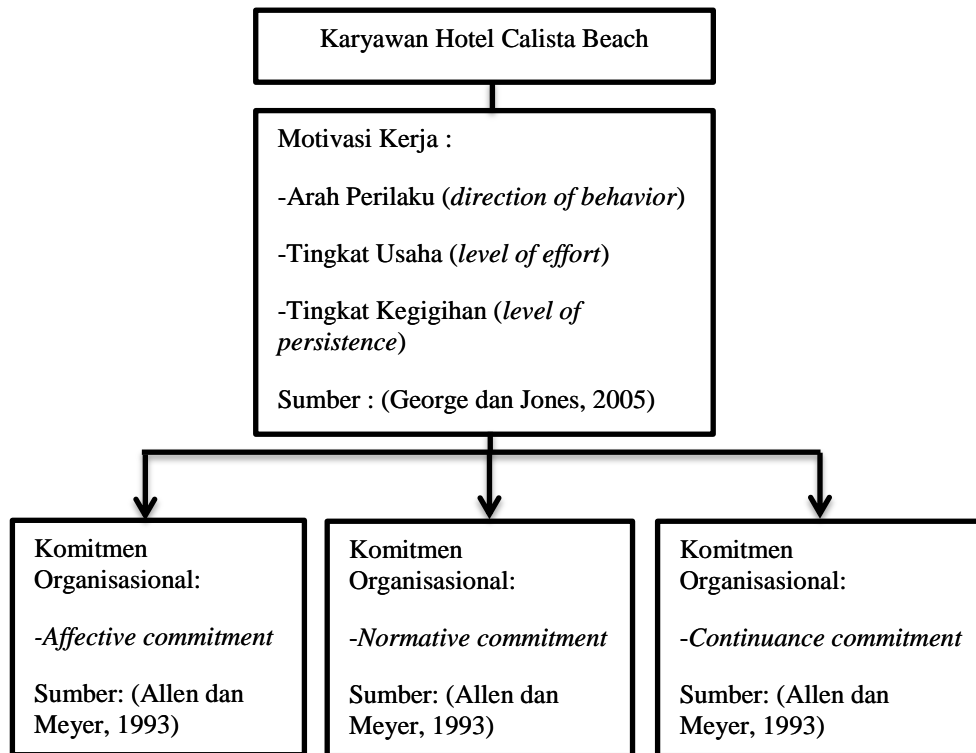 Karyawan Hotel Calista Beach
Motivasi Kerja :
-Arah Perilaku (direction of behavior)
-Tingkat Usaha (level of effort)
-Tingkat Kegigihan (level of
persistence)
Sumber : (George dan Jones, 2005)
Komitmen
Organisasional:
-Affective commitment
Sumber: (Allen dan
Meyer, 1993)
Komitmen
Organisasional:
-Normative commitment
Sumber: (Allen dan
Meyer, 1993)
Komitmen
Organisasional:
-Continuance commitment
Sumber: (Allen dan
Meyer, 1993)